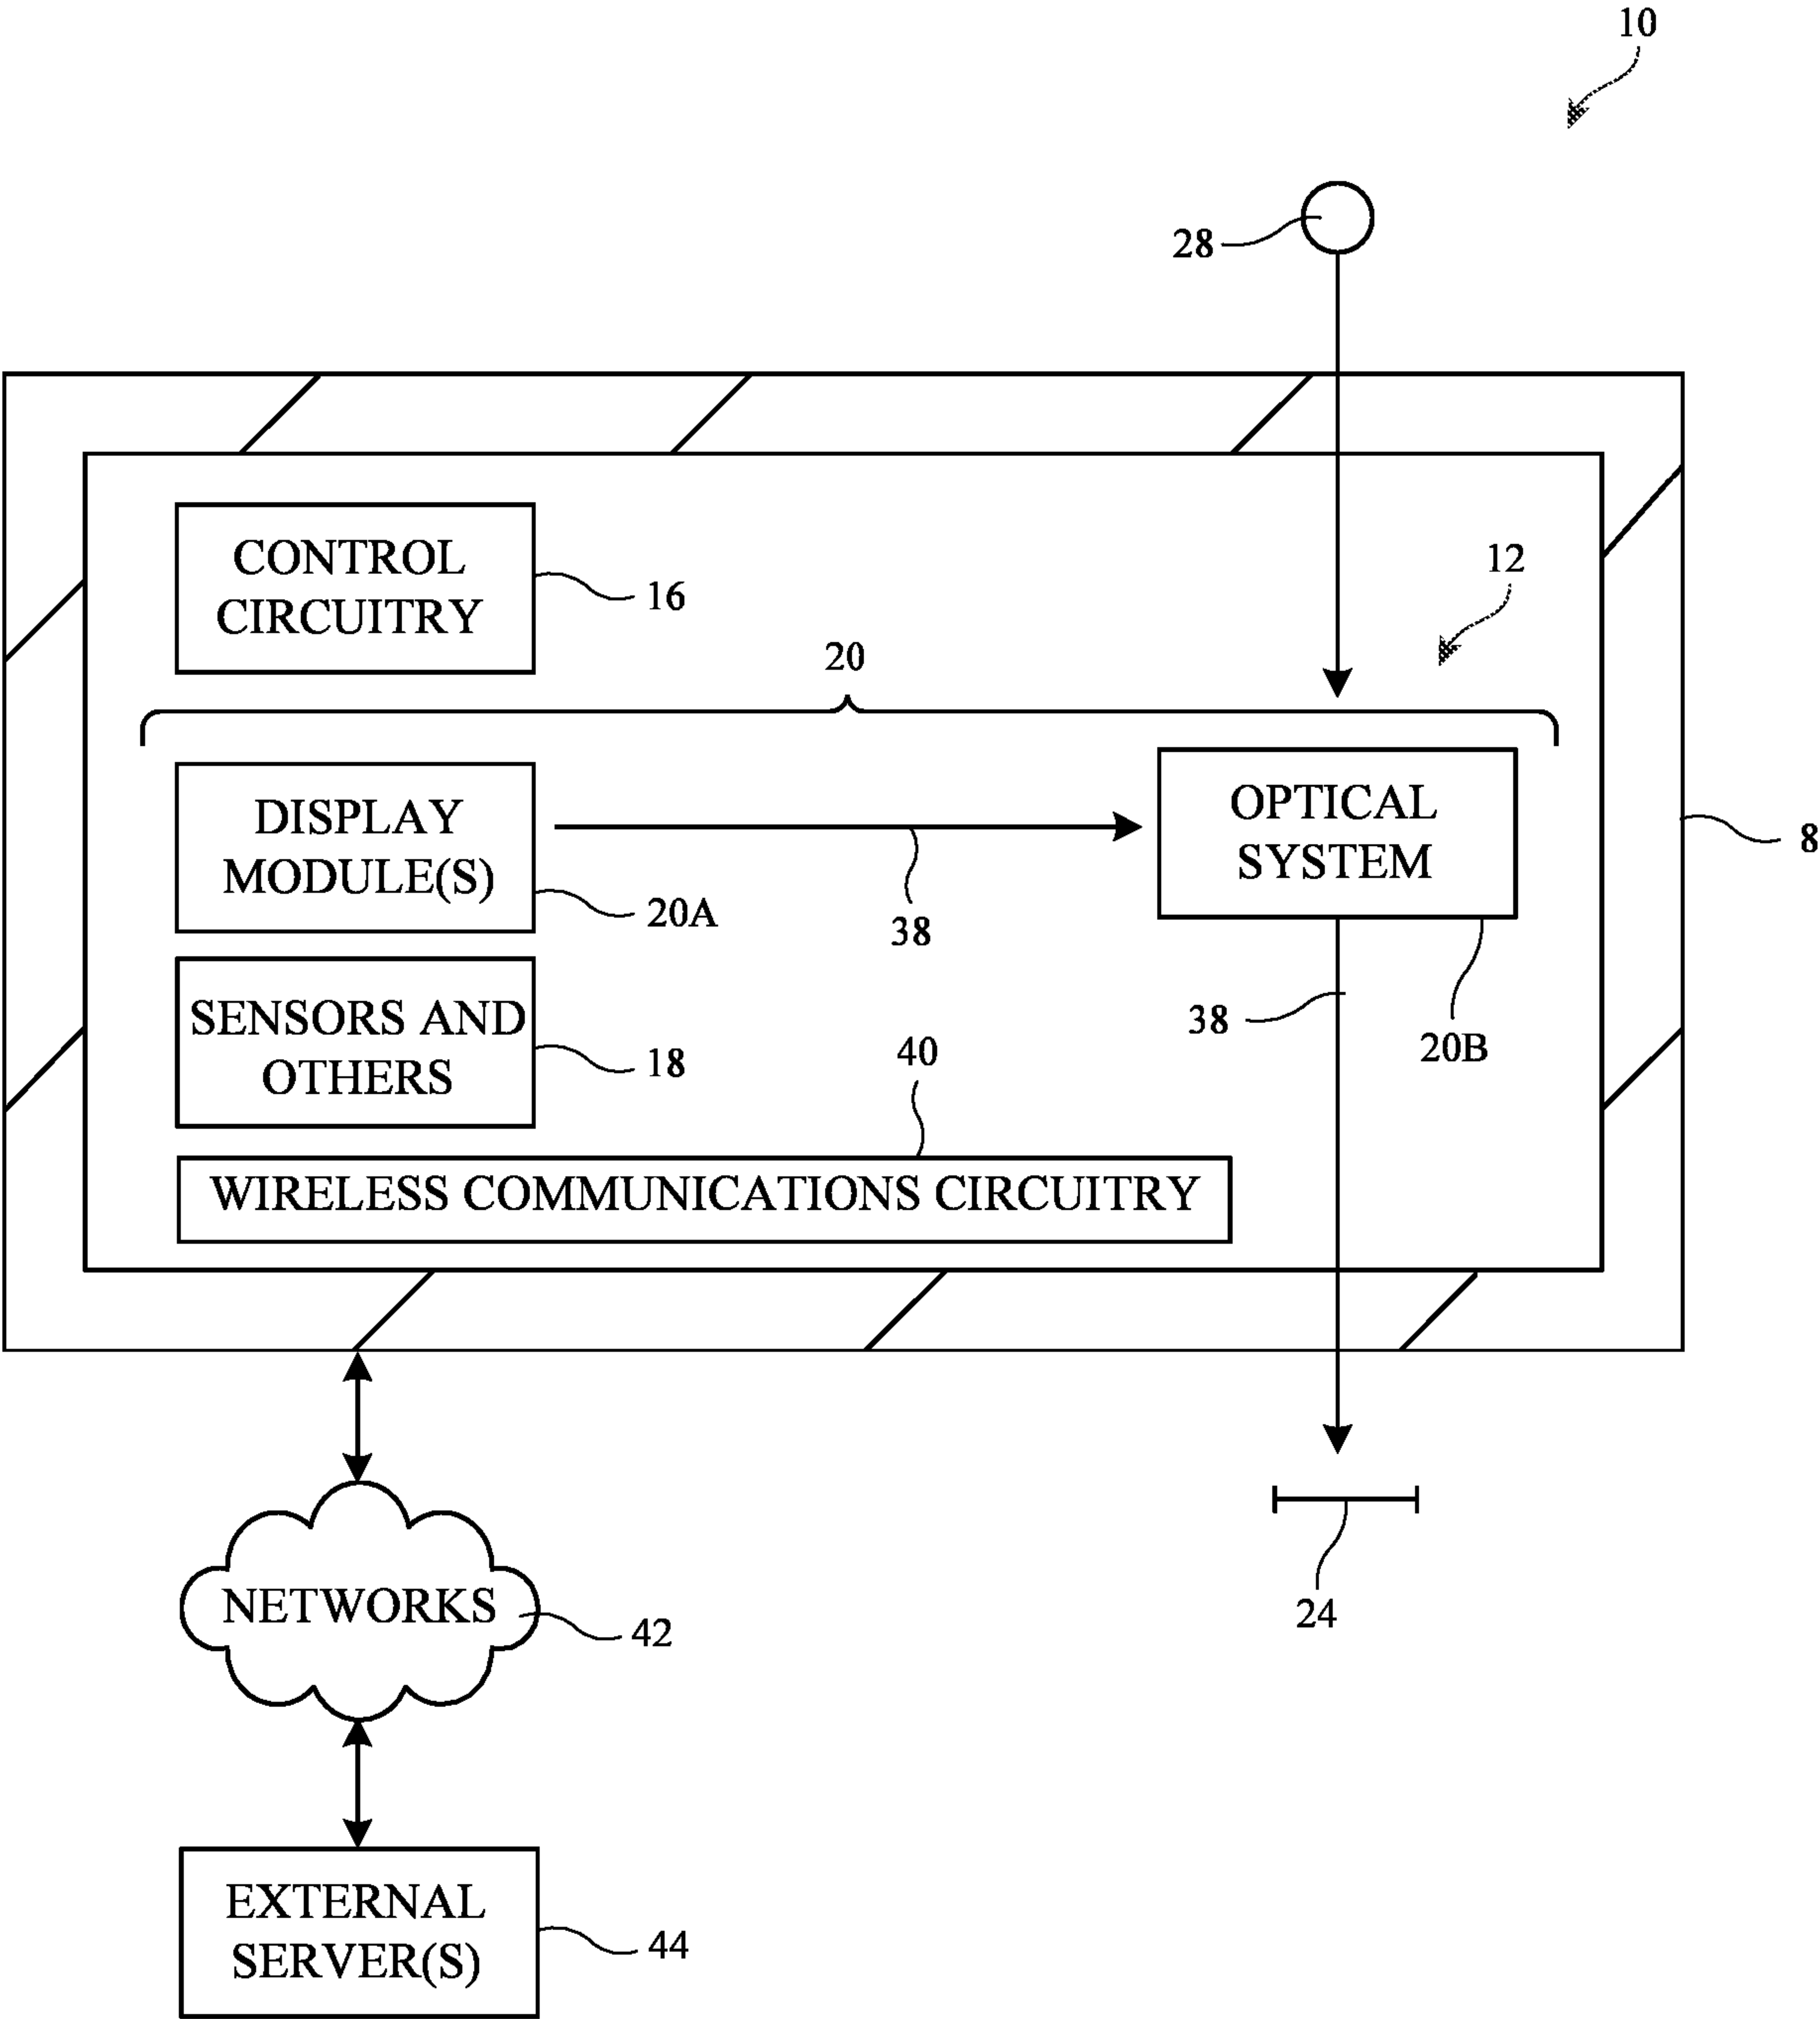 10
28
CONTROL
CIRCUITRY
16
12
20
DISPLAY
MODULE(S)
20A
38
OPTICAL
SYSTEM
8
38
20B
SENSORS AND
OTHERS
18
40
WIRELESS COMMUNICATIONS CIRCUITRY
24
NETWORKS
42
EXTERNAL
SERVER(S)
44